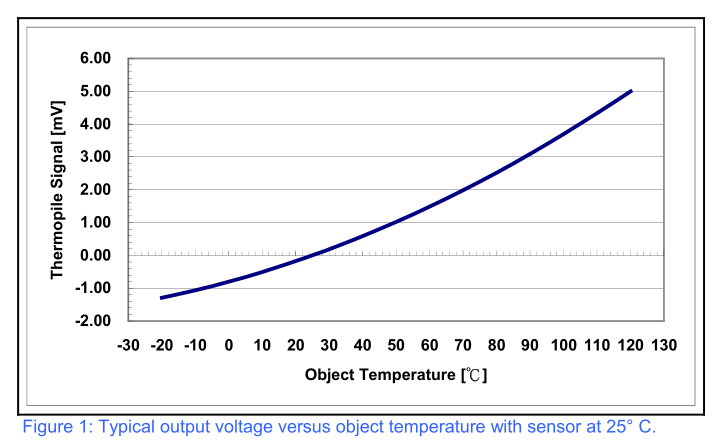 6.00
5.00
4.00
3.00
2.00
1.00
0.00
-1.00
-2.00
Thermopile Signal [mV]
-30 -20 -10 0 10 20 30 40 50 60 70 80 90 100 110 120 130
Object Temperature [℃]
Figure 1: Typical output voltage versus object temperature with sensor at 25° C.